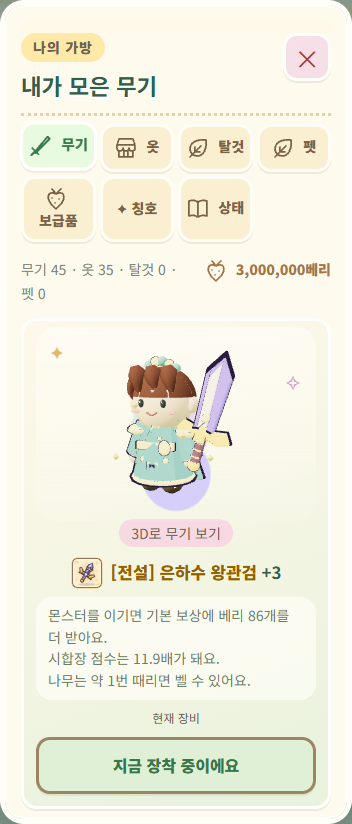 나의 가방
내가 모은 무기
무기
옷
탈것
펫
보급품
칭호
상태
무기 45 · 옷 35 · 탈것 0 ·
펫 0
3,000,000베리
3D로 무기 보기
[전설] 은하수 왕관검 +3
몬스터를 이기면 기본 보상에 베리 86개를
더 받아요.
시합장 점수는 11.9배가 돼요.
나무는 약 1번 때리면 벨 수 있어요.
현재 장비
지금 장착 중이에요